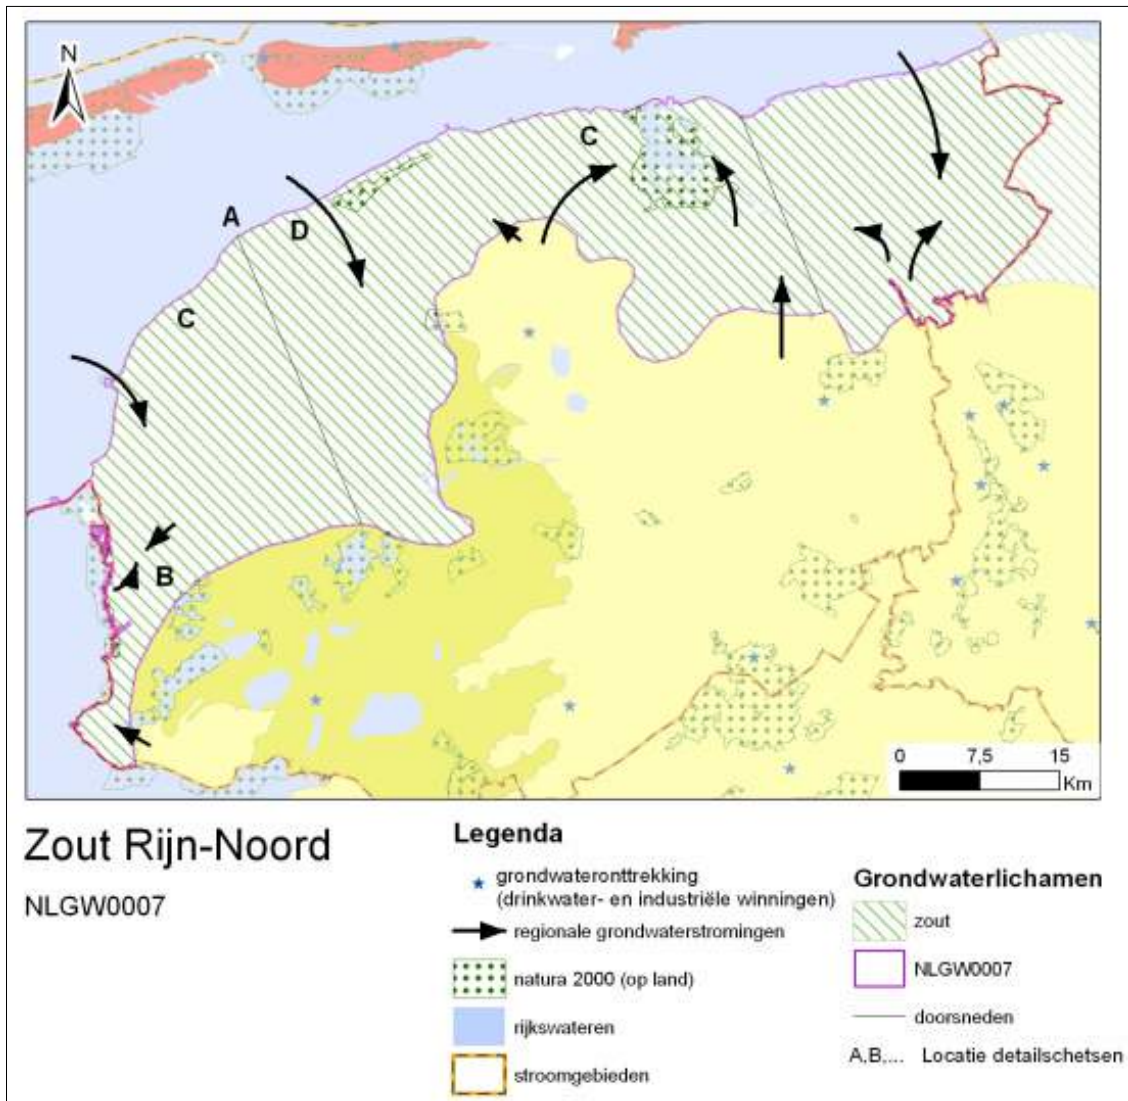 N
C
A
D
C
B
0 7,5 15
Km
Zout Rijn-Noord
NLGW0007
Legenda
grondwateronttrekking
(drinkwater- en industriële winningen)
regionale grondwaterstromingen
natura 2000 (op land)
rijkswateren
stroomgebieden
Grondwaterlichamen
zout
NLGW0007
doorsneden
A,B,... Locatie detailschetsen